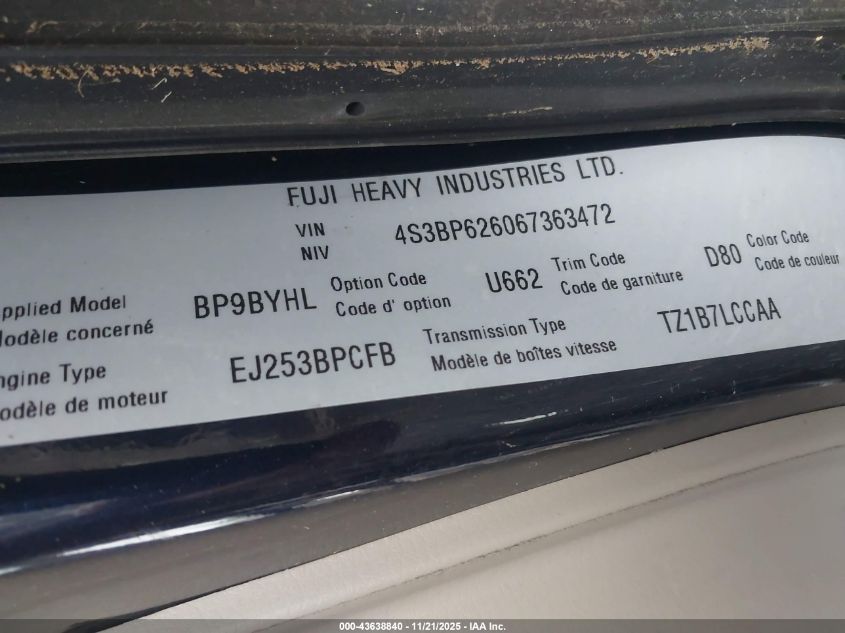 FUJI HEAVY INDUSTRIES LTD.
VIN 4S3BP626067363472
NIV
pplied Model BP9BYHL Option Code U662 Trim Code D80 Color Code
odèle concerné Code d' option Code de garniture Code de couleur
ngine Type EJ253BPCFB Transmission Type TZ1B7LCCAA
odèle de moteur Modèle de boîtes vitesse
000-43638840 - 11/21/2025 - IAA Inc.